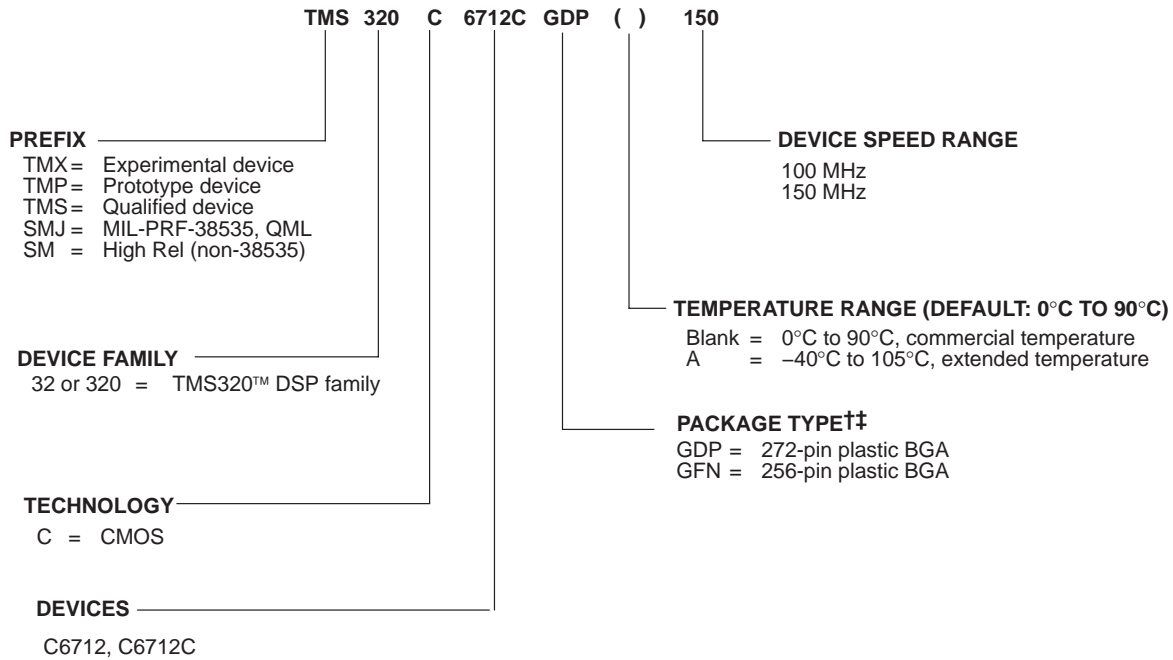 TMS 320 C 6712C GDP ( ) 150
PREFIX
TMX = Experimental device
TMP = Prototype device
TMS = Qualified device
SMJ = MIL-PRF-38535, QML
SM = High Rel (non-38535)
DEVICE SPEED RANGE
100 MHz
150 MHz
TEMPERATURE RANGE (DEFAULT: 0°C TO 90°C)
Blank = 0°C to 90°C, commercial temperature
A = −40°C to 105°C, extended temperature
DEVICE FAMILY
32 or 320 = TMS320™ DSP family
PACKAGE TYPE†‡
GDP = 272-pin plastic BGA
GFN = 256-pin plastic BGA
TECHNOLOGY
C = CMOS
DEVICES
C6712, C6712C